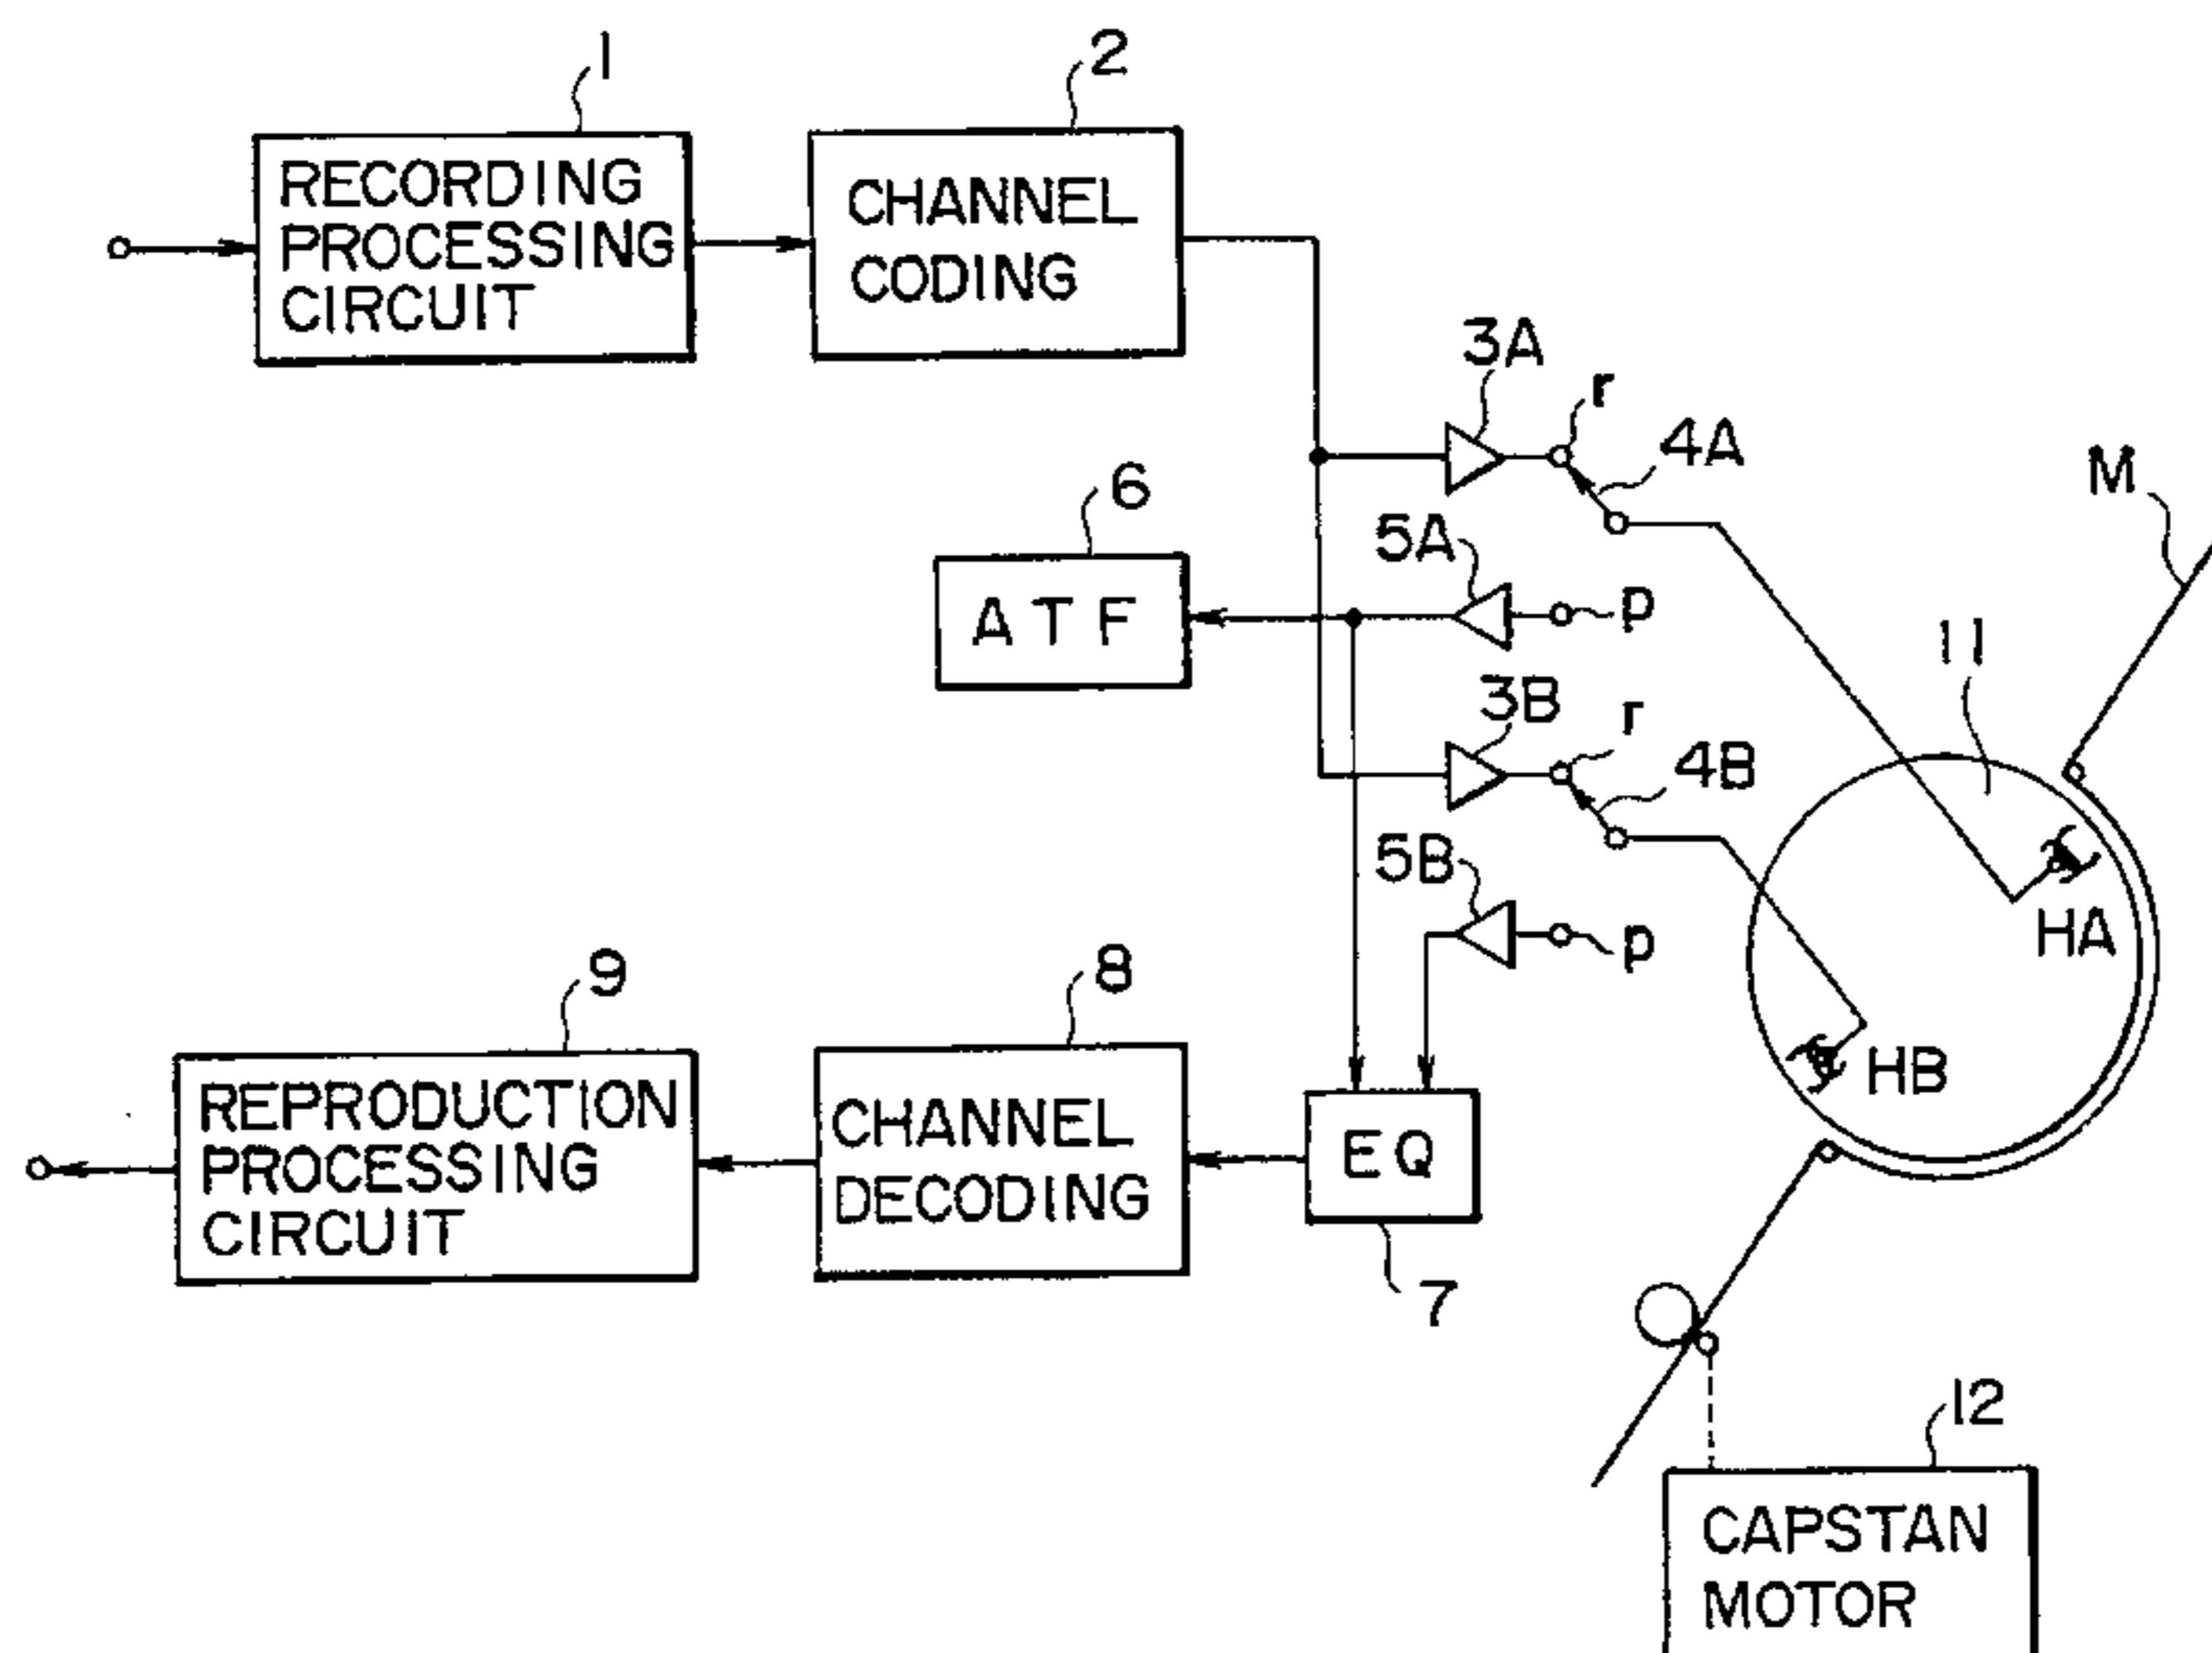 1
2
RECORDING
PROCESSING
CIRCUIT
CHANNEL
CODING
3A
r
4A
M
6
5A
p
A T F
11
3B
r
4B
5B
p
HA
9
8
HB
REPRODUCTION
PROCESSING
CIRCUIT
CHANNEL
DECODING
EQ
7
12
CAPSTAN
MOTOR